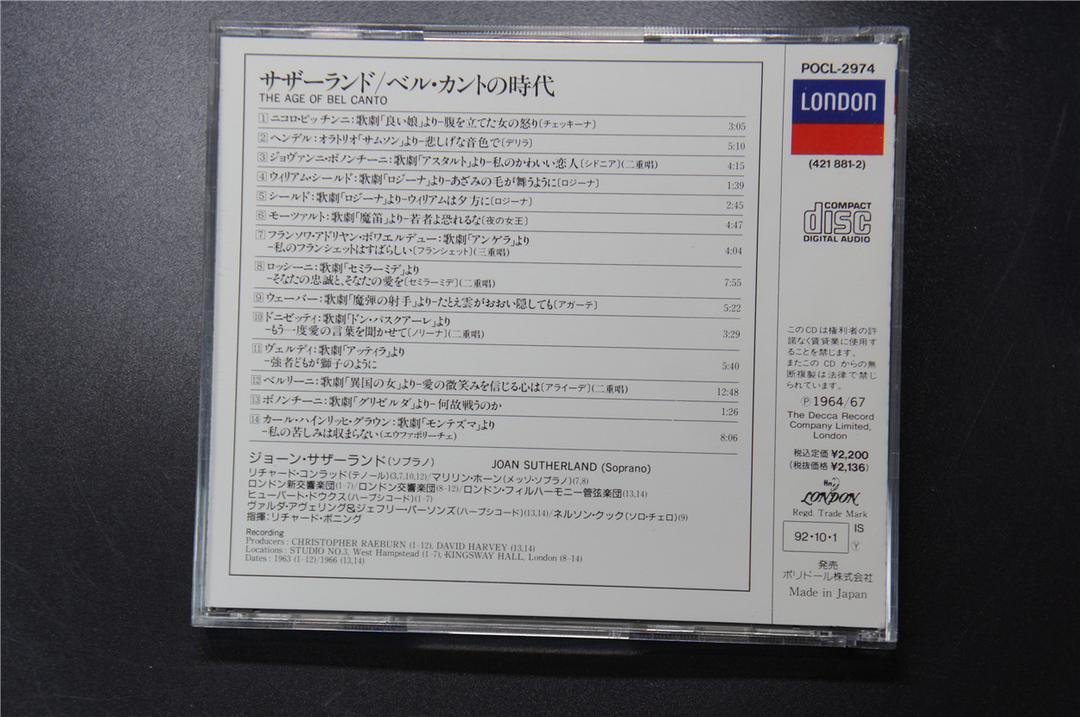 サザーランド/ベル・カントの時代
THE AGE OF BEL CANTO
1 ニコロ・ピッチンニ:歌劇「良い娘」より-腹を立てた女の怒り〔チェッキーナ〕 3:05
2 ヘンデル:オラトリオ「サムソン」より-悲しげな音色で〔デリラ〕 5:10
3 ジョヴァンニ・ボノンチーニ:歌劇「アスタルト」より-私のかわいい恋人〔シドニア〕(二重唱) 4:15
4 ウィリアム・シールド:歌劇「ロジーナ」より-あざみの毛が舞うように〔ロジーナ〕 1:39
5 シールド:歌劇「ロジーナ」より-ウィリアムは夕方に〔ロジーナ〕 2:45
6 モーツァルト:歌劇「魔笛」より-若者よ恐れるな〔夜の女王〕 4:47
7 フランソワ・アドリヤン・ボワエルデュー:歌劇「アンゲラ」より
-私のフランシェットはすばらしい〔フランシェット〕(三重唱) 4:04
8 ロッシーニ:歌劇「セミラーミデ」より
-そなたの忠誠と、そなたの愛を〔セミラーミデ〕(二重唱) 7:55
9 ウェーバー:歌劇「魔弾の射手」より-たとえ雲がおおい隠しても〔アガーテ〕 5:22
10 ドニゼッティ:歌劇「ドン・パスクアーレ」より
-もう一度愛の言葉を聞かせて〔ノリーナ〕(二重唱) 3:29
11 ヴェルディ:歌劇「アッティラ」より
-強者どもが獅子のように 5:40
12 ベルリーニ:歌劇「異国の女」より-愛の微笑みを信じる心は〔アライーデ〕(二重唱) 12:48
13 ボノンチーニ:歌劇「グリゼルダ」より-何故戦うのか 1:26
14 カール・ハインリッヒ・グラウン:歌劇「モンテズマ」より
-私の苦しみは収まらない(エウファポリーチェ) 8:06
ジョーン・サザーランド(ソプラノ) JOAN SUTHERLAND (Soprano)
リチャード・コンラッド(テノール)(3,7,10,12)/マリリン・ホーン(メッゾ・ソプラノ)(7,8)
ロンドン新交響楽団(1-7)/ロンドン交響楽団(8-12)/ロンドン・フィルハーモニー管弦楽団(13,14)
ヒューバート・ドウクス(ハープシコード)(1-7)
ヴァルダ・アヴェリング&ジェフリー・パーソンズ(ハープシコード)(13,14)/ネルソン・クック(ソロ・チェロ)(9)
指揮:リチャード・ボニング
Recording
Producers : CHRISTOPHER RAEBURN (1-12), DAVID HARVEY (13,14)
Locations : STUDIO NO.3, West Hampstead (1-7), KINGSWAY HALL, London (8-14)
Dates : 1963 (1-12)/1966 (13,14)
POCL-2974
LONDON
(421 881-2)
COMPACT
disc
DIGITAL AUDIO
このCDは権利者の許
諾なく賃貸業に使用す
ることを禁じます。
またこの CD からの無
断複製は法律で禁じ
られています。
Ⓟ 1964/67
The Decca Record
Company Limited,
London
税込定価 ¥2,200
(税抜価格 ¥2,136)
LONDON
Regd. Trade Mark
92・10・1 IS
Ⓨ
発売
ポリドール株式会社
Made in Japan